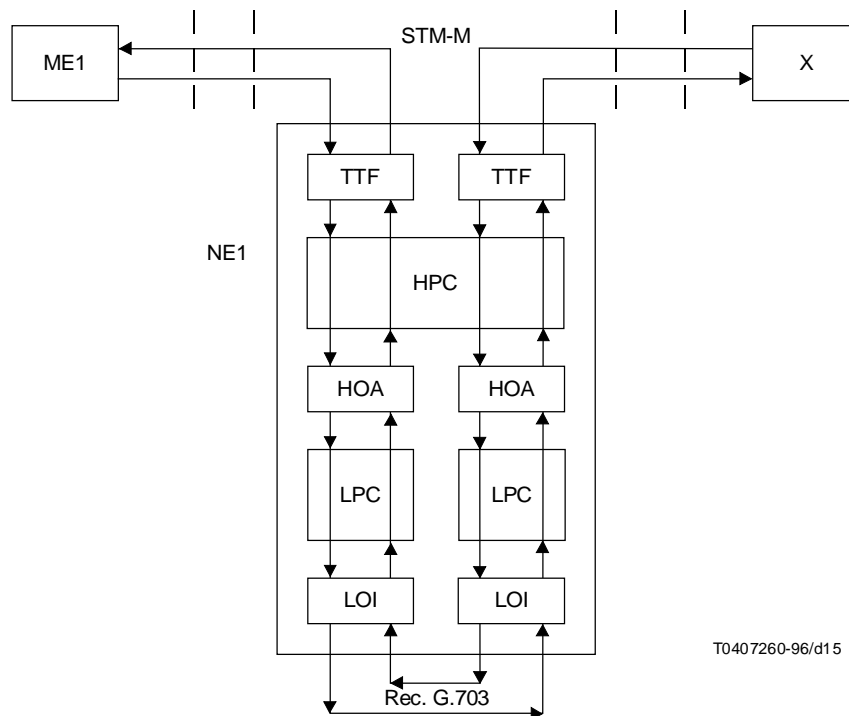 STM-M
ME1
X
TTF
TTF
NE1
HPC
HOA
HOA
LPC
LPC
LOI
LOI
T0407260-96/d15
Rec. G.703